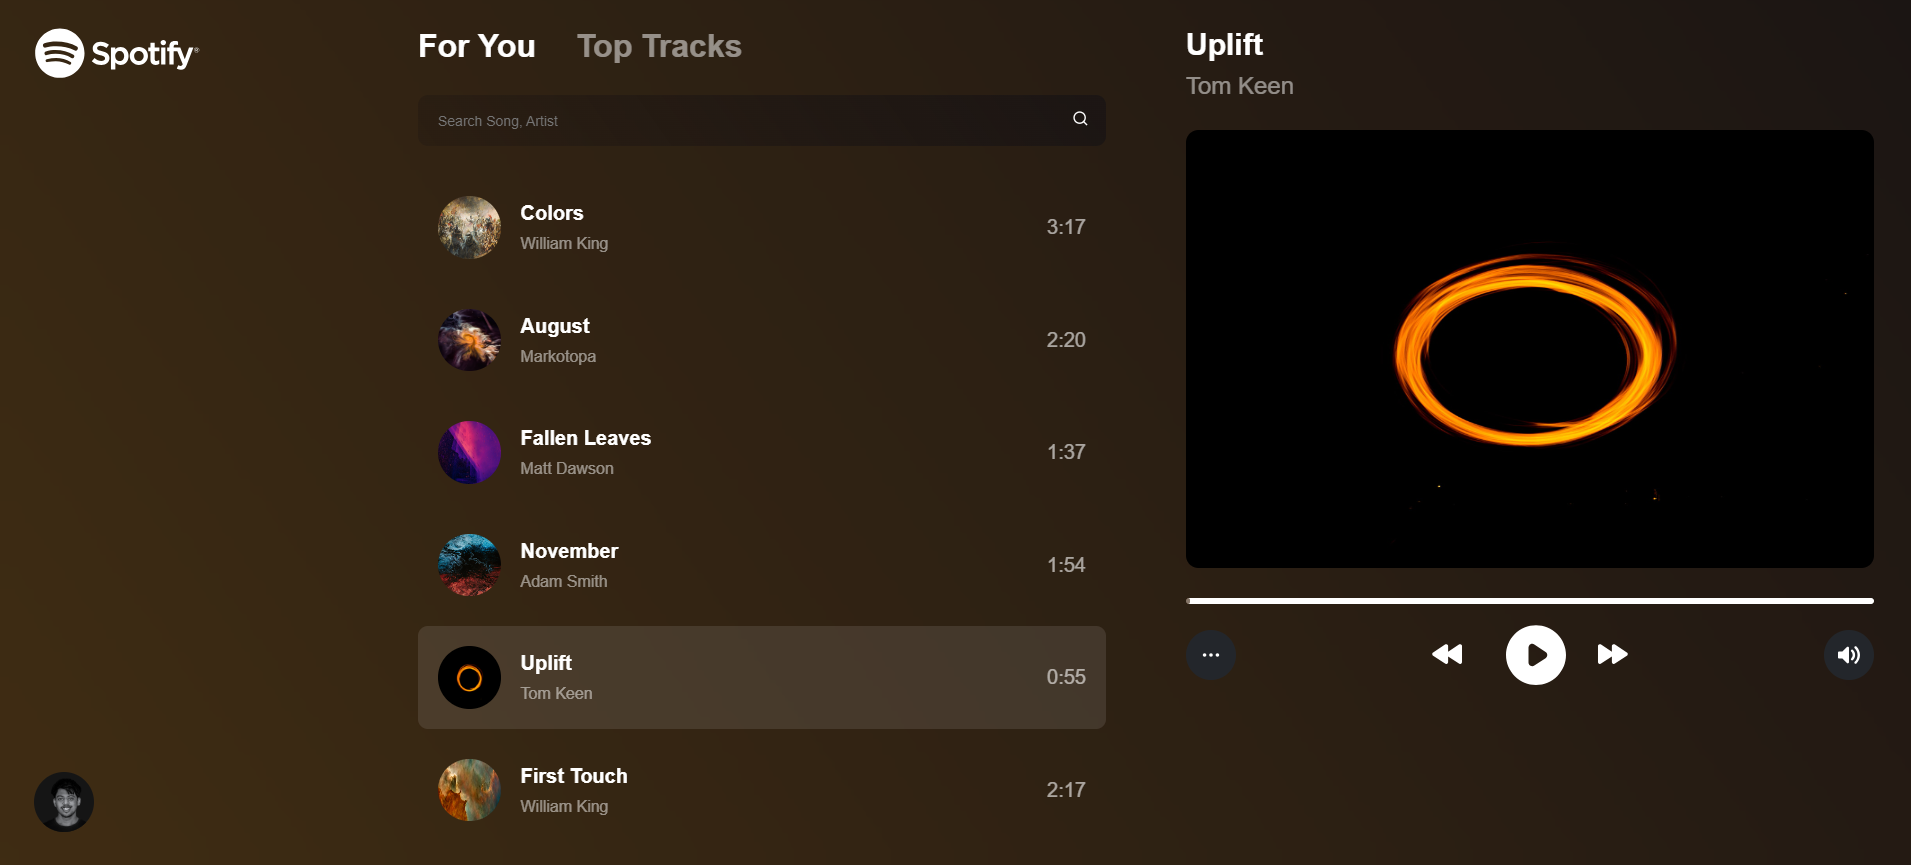 Spotify®
For You
Top Tracks
Search Song, Artist
Colors
William King
3:17
August
Markotopa
2:20
Fallen Leaves
Matt Dawson
1:37
November
Adam Smith
1:54
Uplift
Tom Keen
0:55
First Touch
William King
2:17
Uplift
Tom Keen